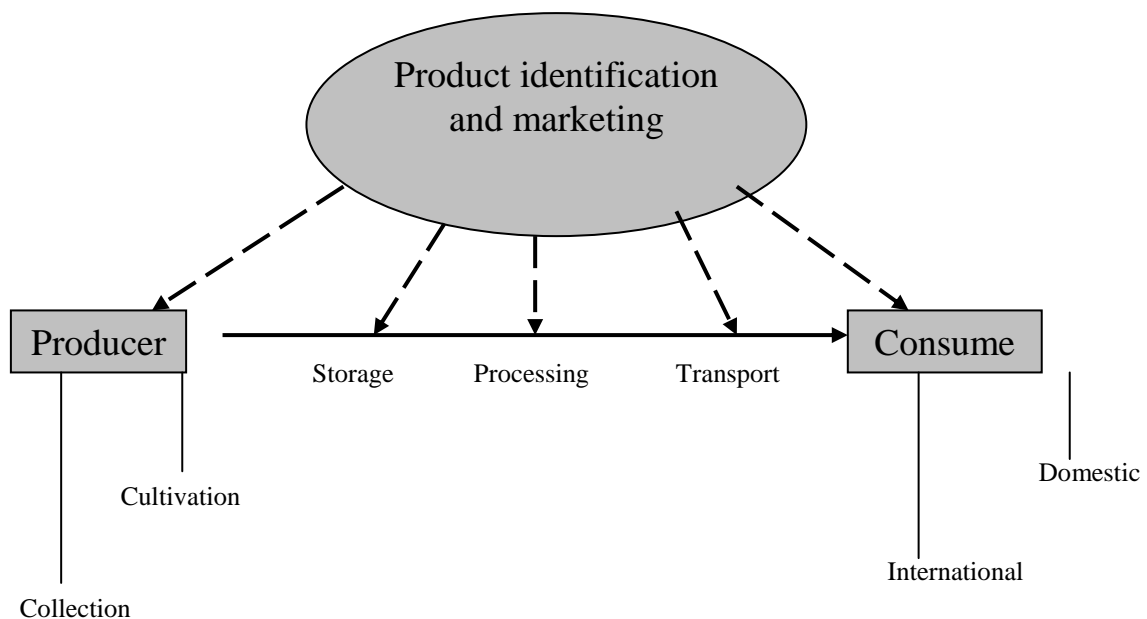 Product identification
and marketing
Producer
Consume
Storage
Processing
Transport
Cultivation
Domestic
International
Collection